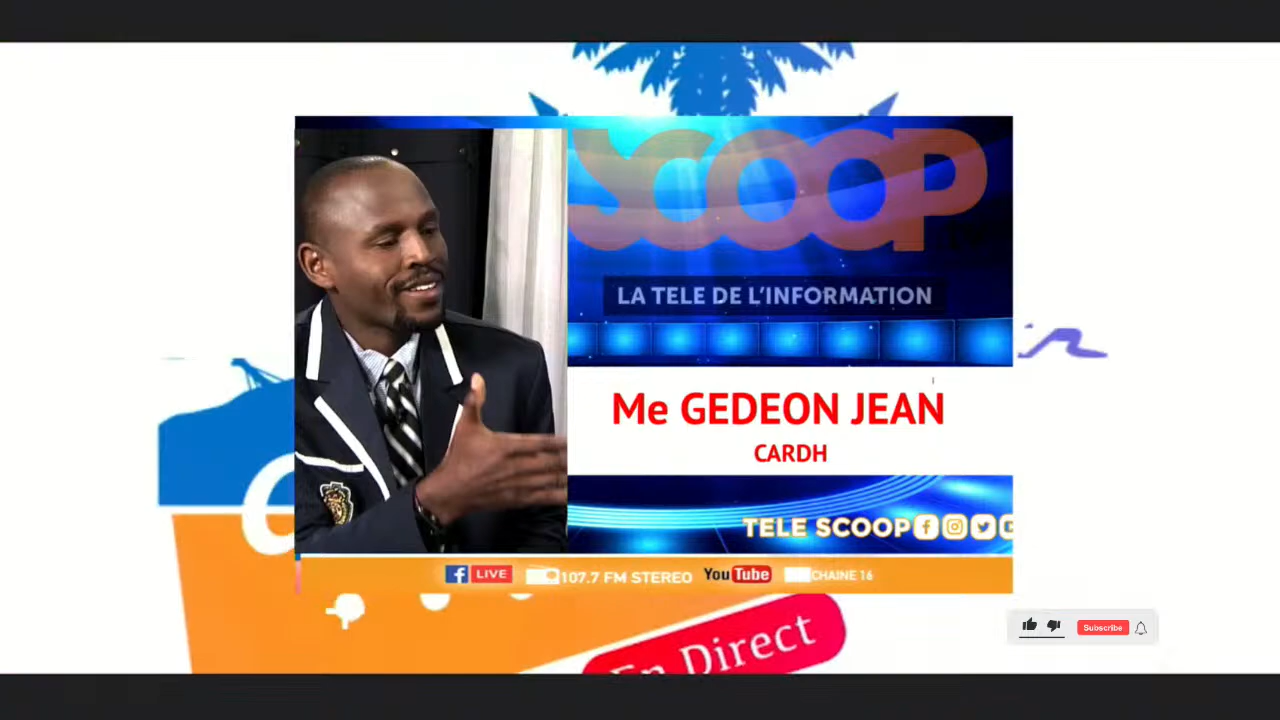 SCOOP
LA TELE DE L'INFORMATION
Me GEDEON JEAN
CARDH
TELE SCOOP
LIVE
107.7 FM STEREO
YouTube
CHAINE 16
En Direct
Subscribe